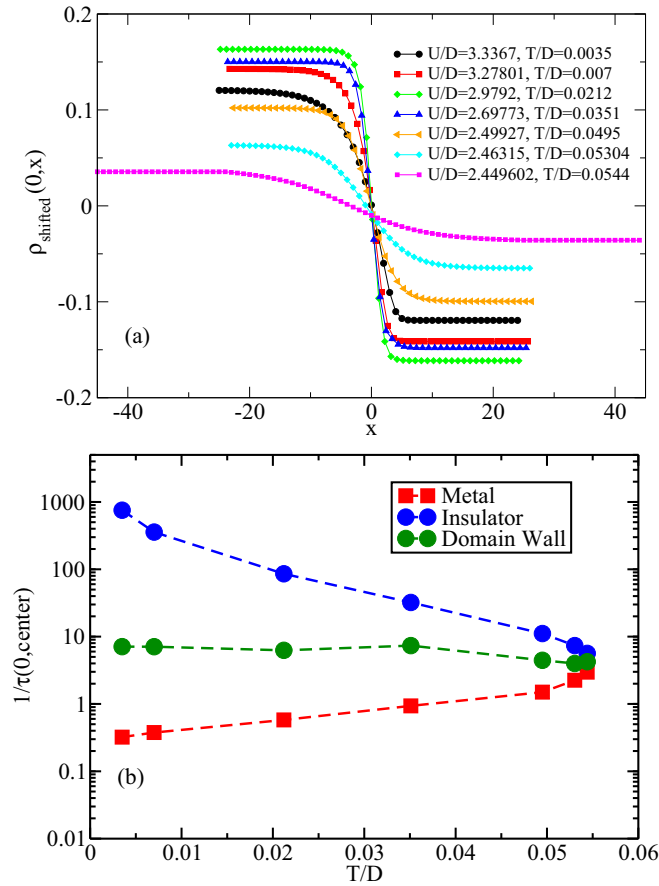 0.2
0.1
0
-0.1
-0.2
ρshifted(0,x)
U/D=3.3367, T/D=0.0035
U/D=3.27801, T/D=0.007
U/D=2.9792, T/D=0.0212
U/D=2.69773, T/D=0.0351
U/D=2.49927, T/D=0.0495
U/D=2.46315, T/D=0.05304
U/D=2.449602, T/D=0.0544
(a)
-40 -20 0 20 40
x
1000
100
10
1
0.1
0.01
1/τ(0,center)
Metal
Insulator
Domain Wall
(b)
0 0.01 0.02 0.03 0.04 0.05 0.06
T/D